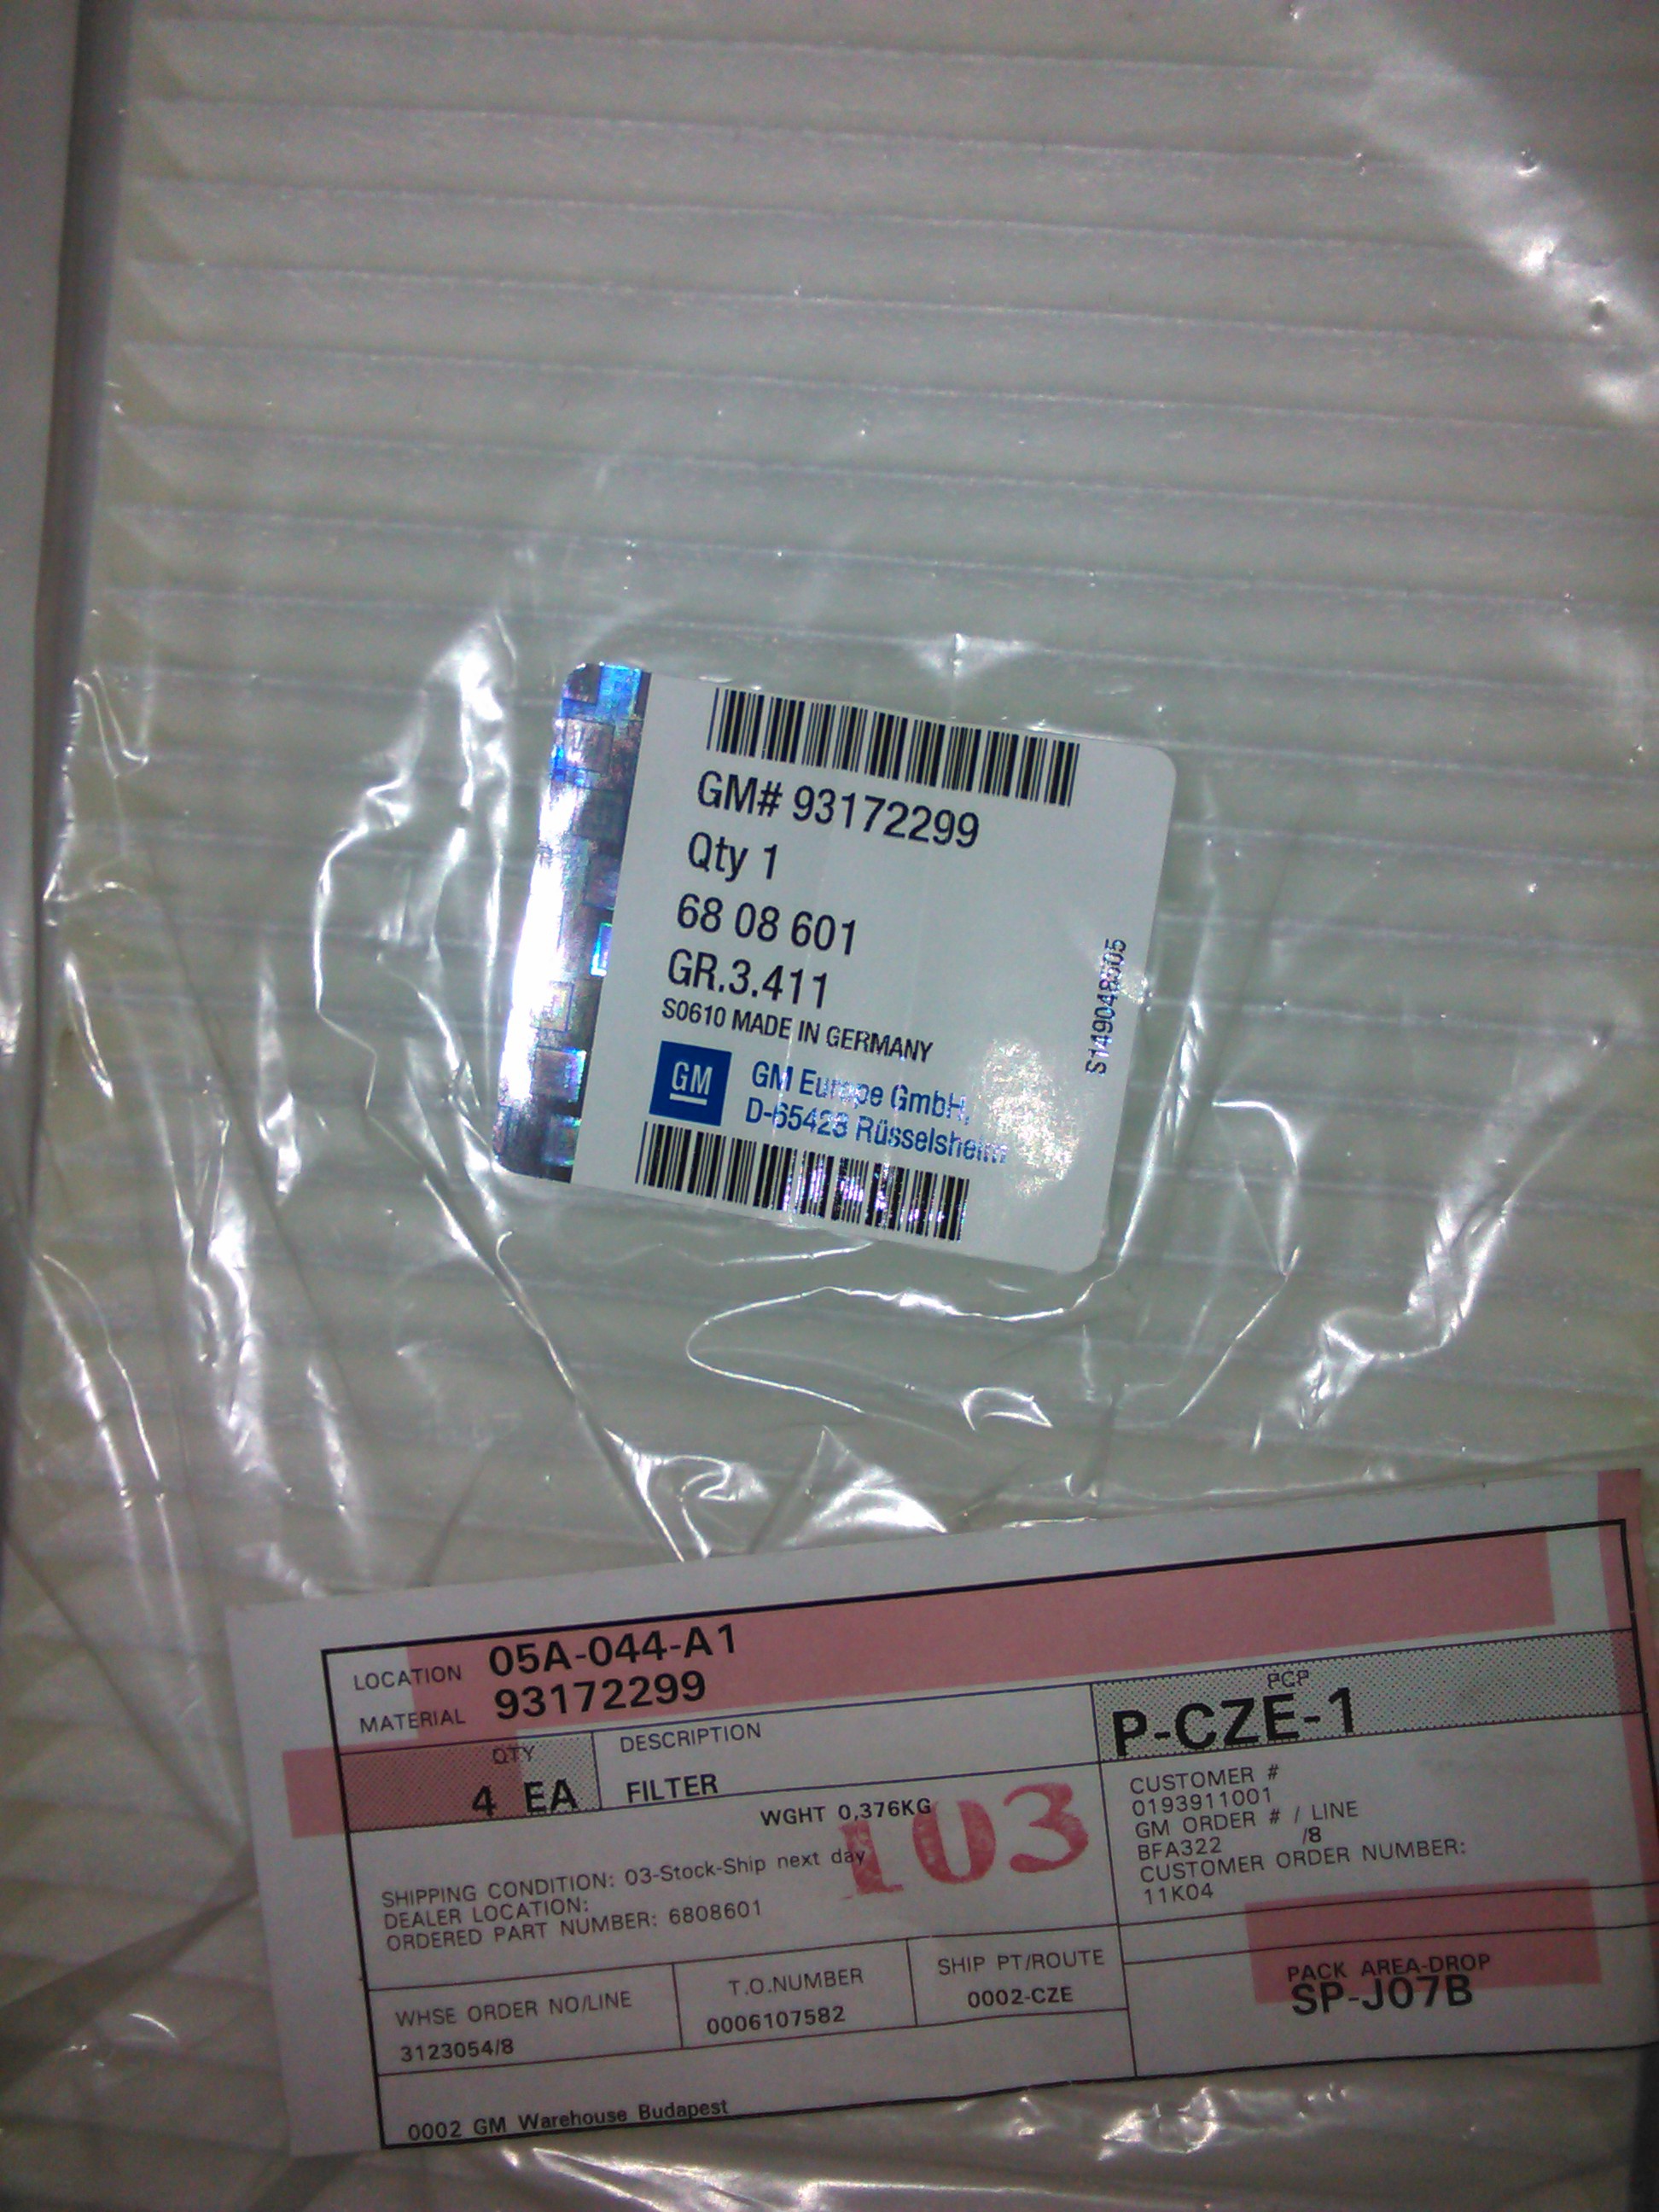 GM# 93172299
Qty 1
68 08 601
GR.3.411
S0610 MADE IN GERMANY
GM
GM Europe GmbH,
D-65423 Rüsselsheim
LOCATION 05A-044-A1
MATERIAL 93172299
QTY
4 EA
DESCRIPTION
FILTER
WGHT 0,376KG
103
PCP
P-CZE-1
SHIPPING CONDITION: 03-Stock-Ship next day
DEALER LOCATION:
ORDERED PART NUMBER: 6808601
CUSTOMER #
0193911001
GM ORDER # / LINE
BFA322 /8
CUSTOMER ORDER NUMBER:
11K04
WHSE ORDER NO/LINE
3123054/8
T.O.NUMBER
0006107582
SHIP PT/ROUTE
0002-CZE
PACK AREA-DROP
SP-J07B
0002 GM Warehouse Budapest